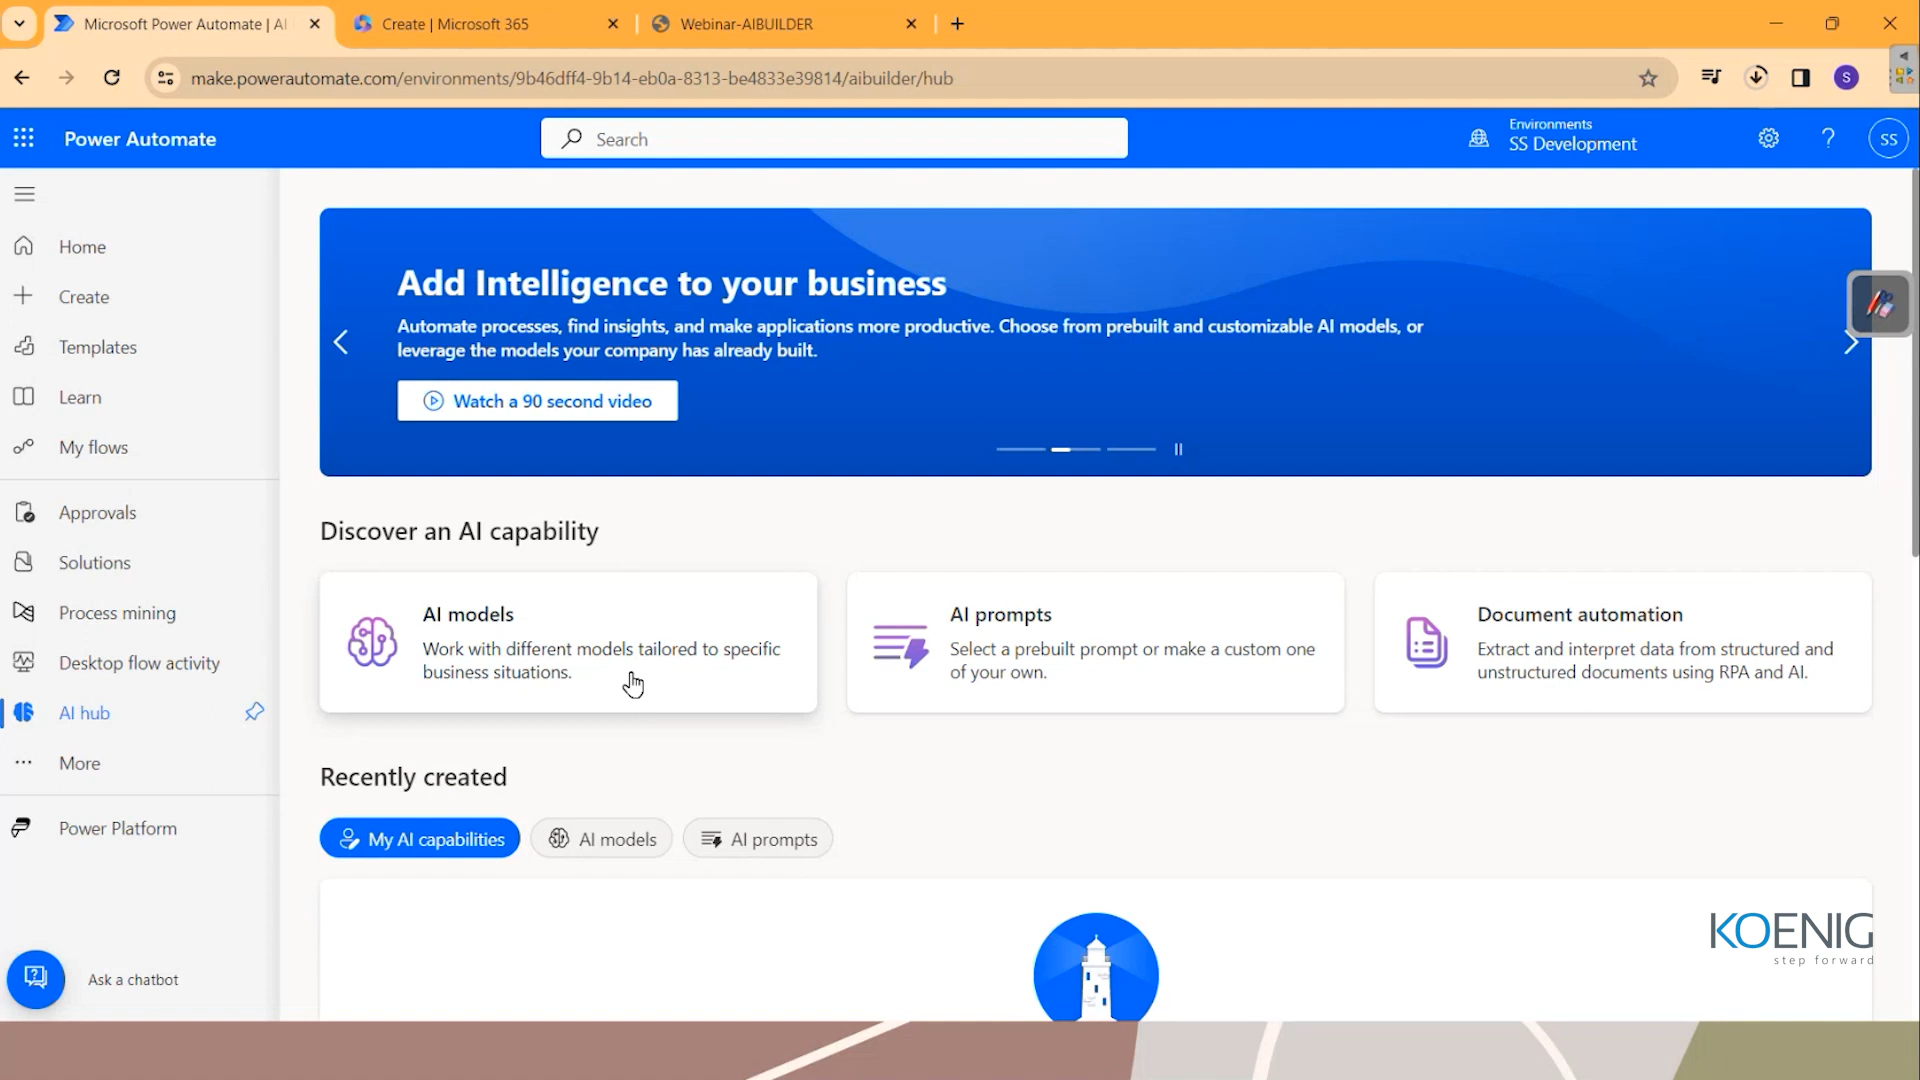 Microsoft Power Automate | AI
Create | Microsoft 365
Webinar-AIBUILDER
make.powerautomate.com/environments/9b46dff4-9b14-eb0a-8313-be4833e39814/aibuilder/hub
S
Power Automate
Search
Environments
SS Development
?
SS
Home
Create
Templates
Learn
My flows
Approvals
Solutions
Process mining
Desktop flow activity
AI hub
More
Power Platform
Ask a chatbot
Add Intelligence to your business
Automate processes, find insights, and make applications more productive. Choose from prebuilt and customizable AI models, or
leverage the models your company has already built.
Watch a 90 second video
Discover an AI capability
AI models
Work with different models tailored to specific
business situations.
AI prompts
Select a prebuilt prompt or make a custom one
of your own.
Document automation
Extract and interpret data from structured and
unstructured documents using RPA and AI.
Recently created
My AI capabilities
AI models
AI prompts
KOENIG
step forward